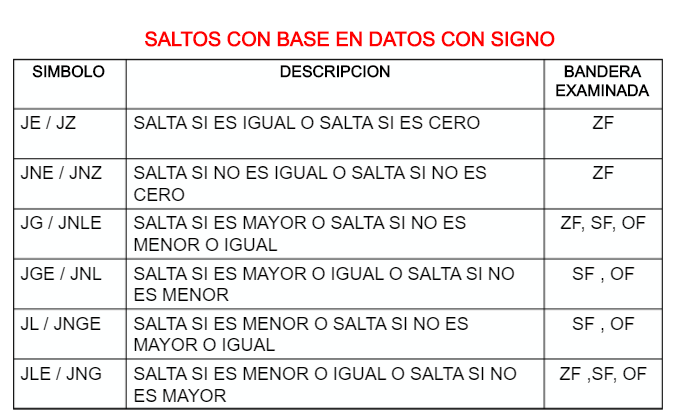 SALTOS CON BASE EN DATOS CON SIGNO
SIMBOLO DESCRIPCION BANDERA EXAMINADA
JE / JZ SALTA SI ES IGUAL O SALTA SI ES CERO ZF
JNE / JNZ SALTA SI NO ES IGUAL O SALTA SI NO ES ZF
CERO
JG / JNLE SALTA SI ES MAYOR O SALTA SI NO ES ZF, SF, OF
MENOR O IGUAL
JGE / JNL SALTA SI ES MAYOR O IGUAL O SALTA SI NO SF , OF
ES MENOR
JL / JNGE SALTA SI ES MENOR O SALTA SI NO ES SF , OF
MAYOR O IGUAL
JLE / JNG SALTA SI ES MENOR O IGUAL O SALTA SI NO ZF ,SF, OF
ES MAYOR